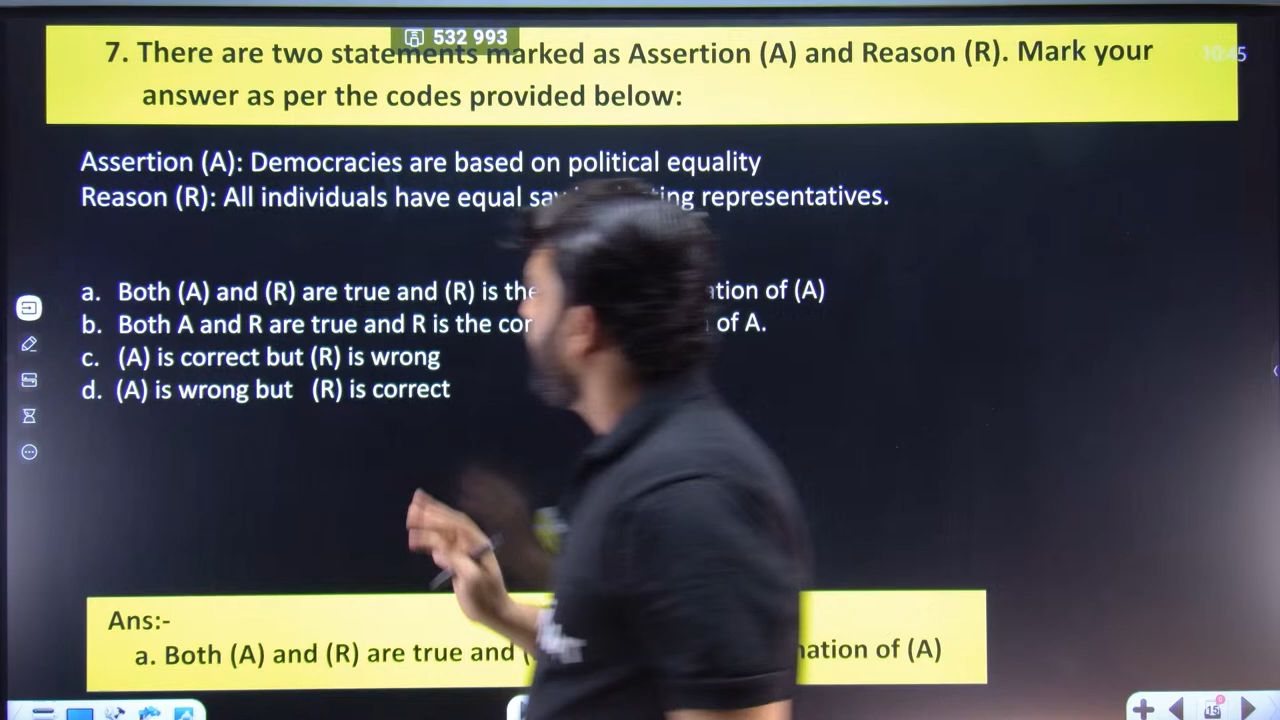 532 993
7. There are two statements marked as Assertion (A) and Reason (R). Mark your
10:45
answer as per the codes provided below:
Assertion (A): Democracies are based on political equality
Reason (R): All individuals have equal say representatives.
a. Both (A) and (R) are true and (R) is the of (A)
b. Both A and R are true and R is the of A.
c. (A) is correct but (R) is wrong
d. (A) is wrong but (R) is correct
Ans:-
a. Both (A) and (R) are true and of (A)
15